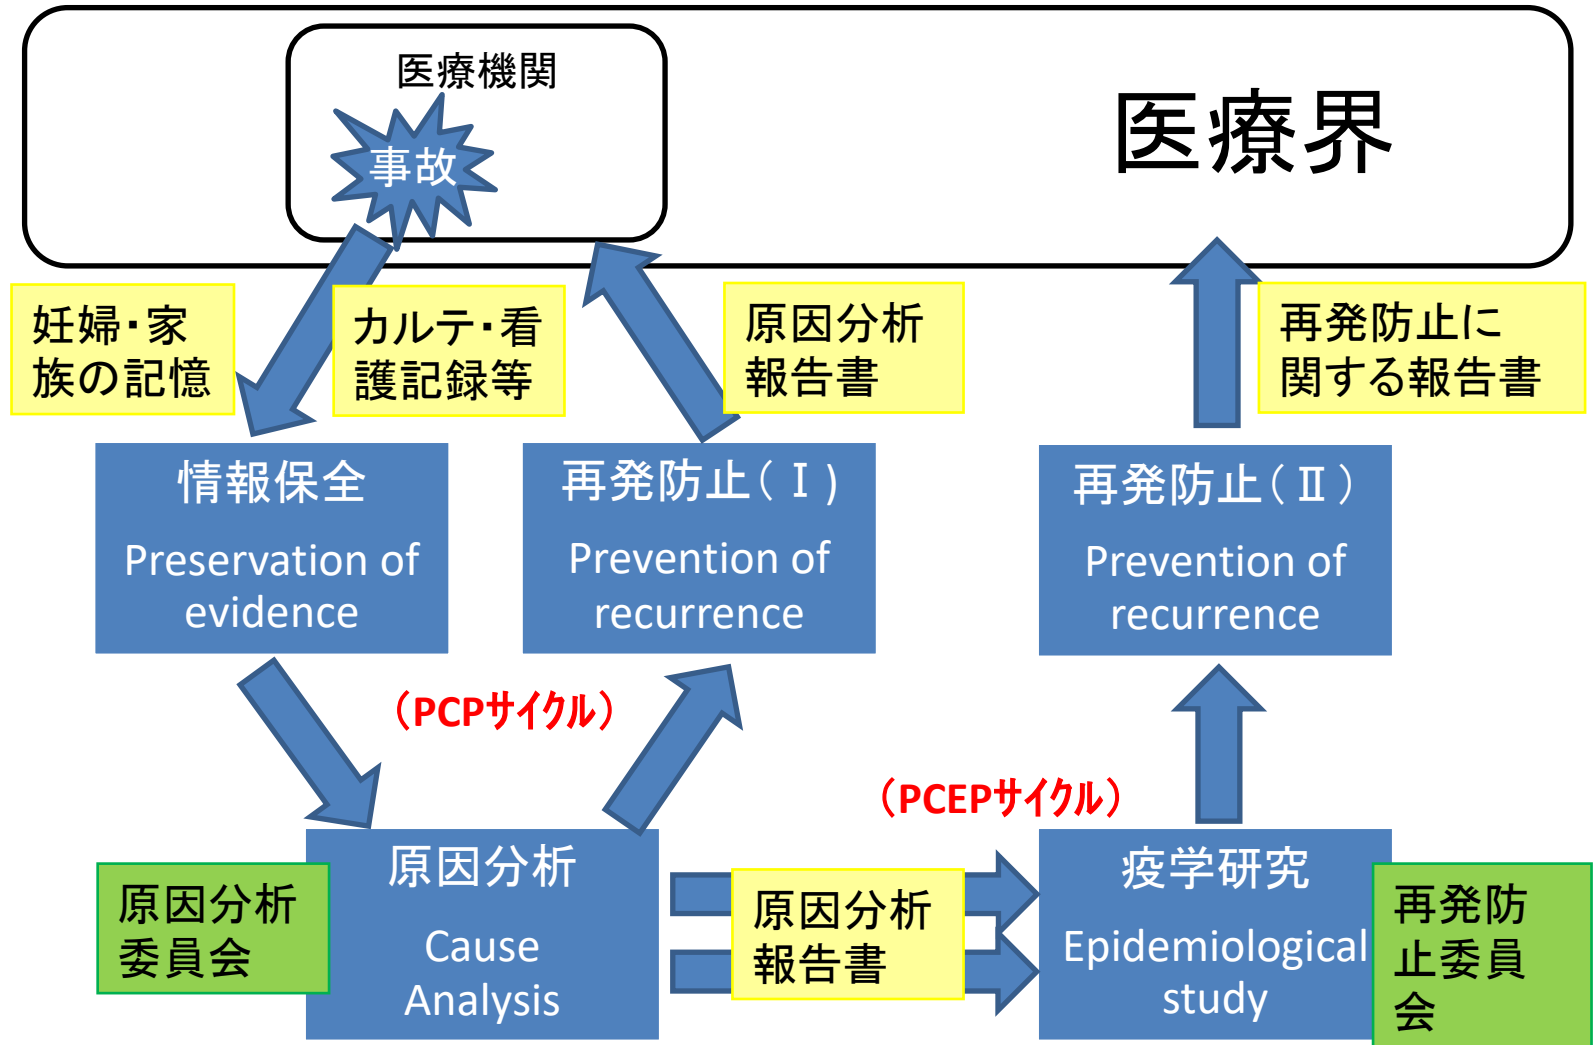 医療機関
事故
医療界
妊婦・家
族の記憶
カルテ・看
護記録等
原因分析
報告書
再発防止に
関する報告書
情報保全
Preservation of
evidence
再発防止(Ⅰ)
Prevention of
recurrence
再発防止(Ⅱ)
Prevention of
recurrence
(PCPサイクル)
(PCEPサイクル)
原因分析
委員会
原因分析
Cause
Analysis
原因分析
報告書
疫学研究
Epidemiological
study
再発防
止委員
会